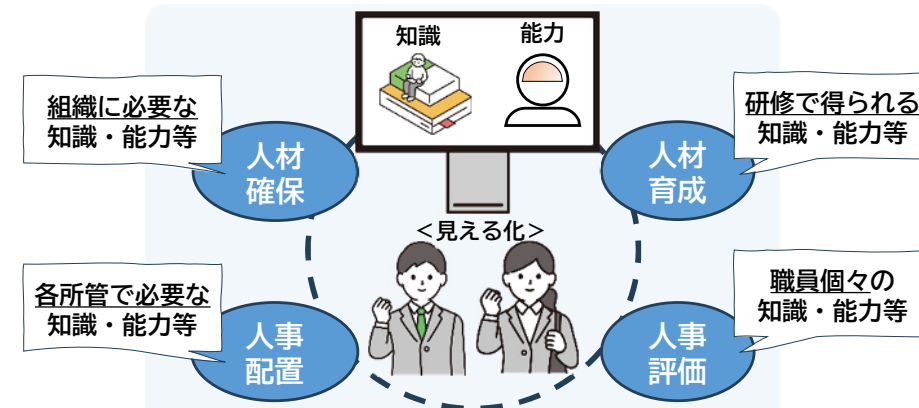 知識
能力
組織に必要な
知識・能力等
人材
確保
研修で得られる
知識・能力等
人材
育成
＜見える化＞
各所管で必要な
知識・能力等
人事
配置
職員個々の
知識・能力等
人事
評価